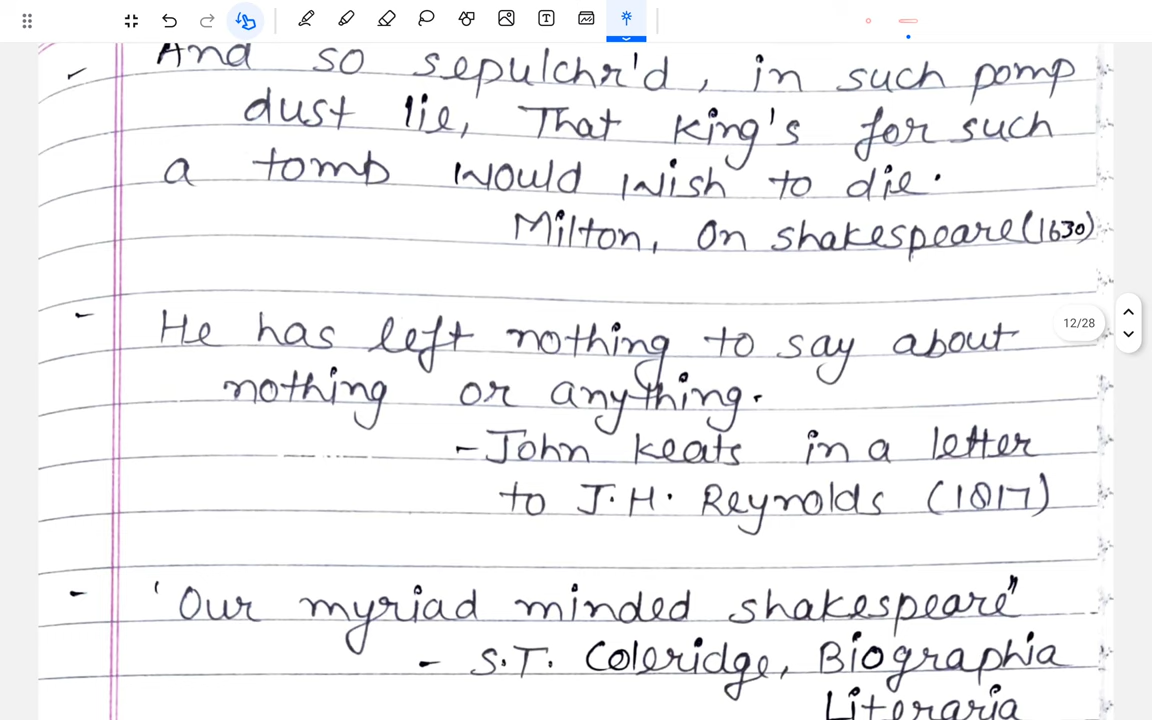 And so sepulchr'd, in such pomp
dust lie, That King's for such
a tomb would wish to die.
Milton, On shakespeare (1630)
12/28
He has left nothing to say about
nothing or anything.
- John Keats in a letter
to J.H. Reynolds (1817)
'Our myriad minded shakespeare"
- S.T. Coleridge, Biographia
Literaria